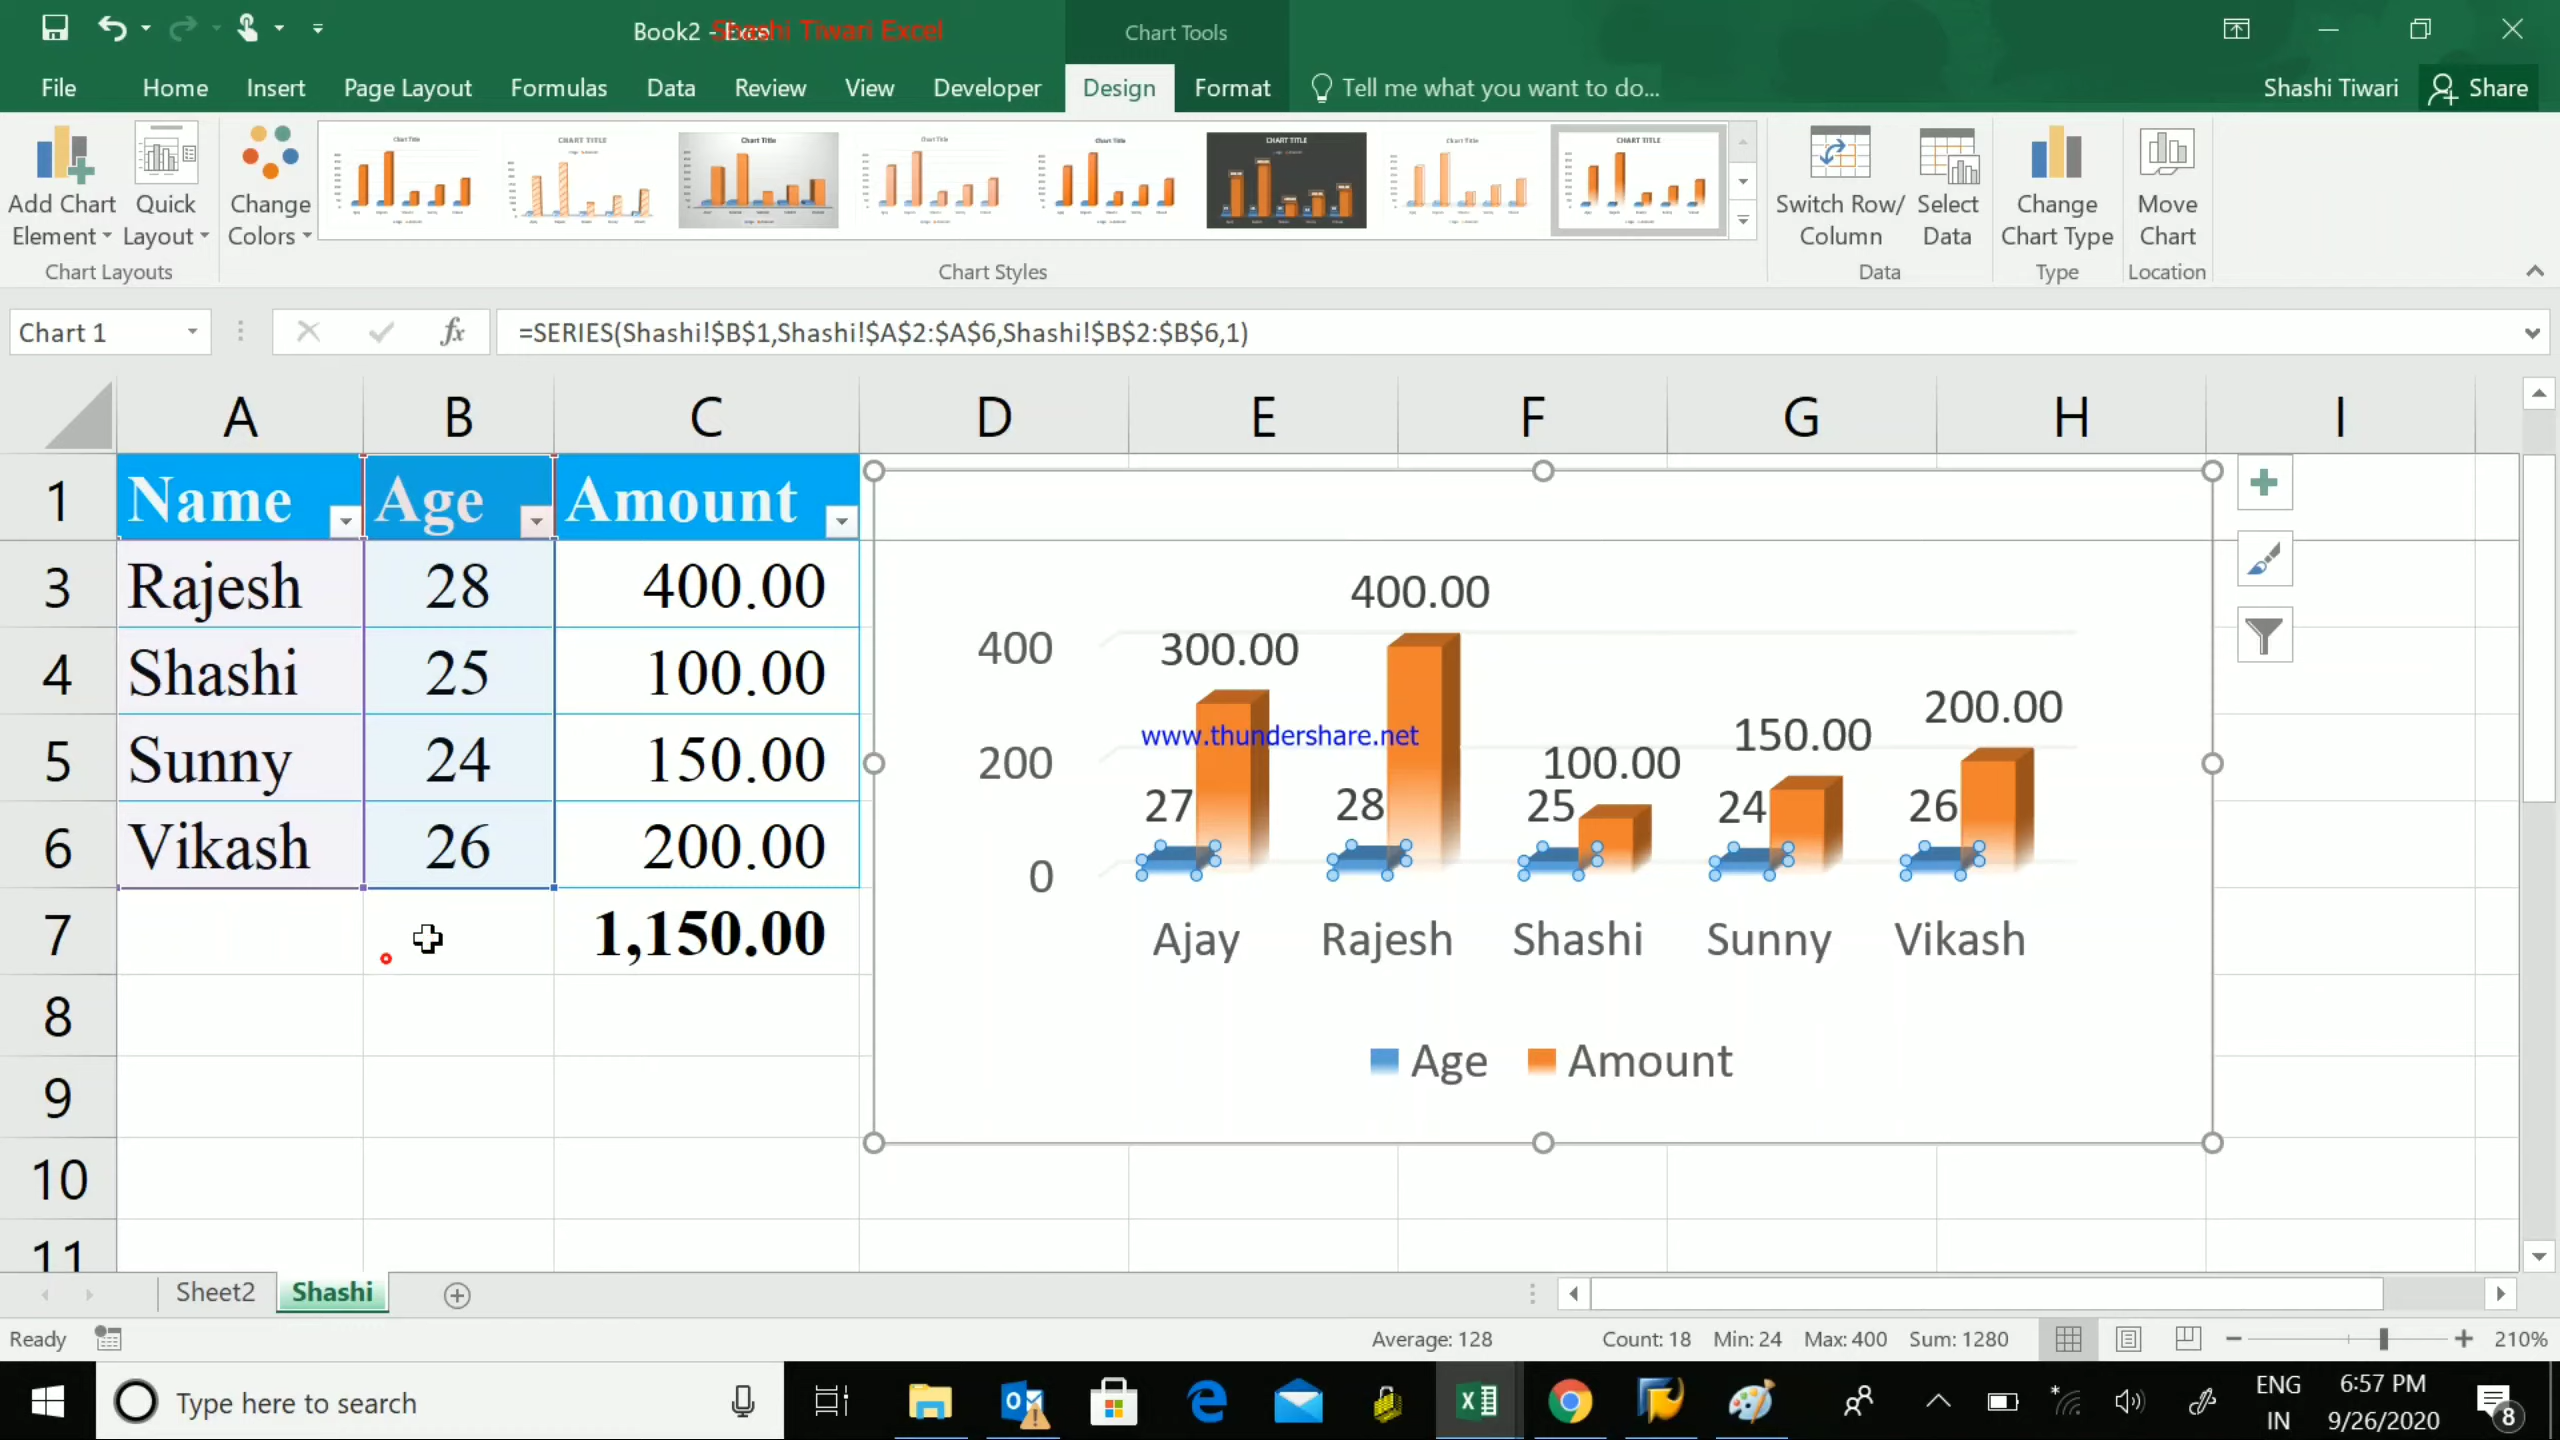 Book2 - Exce
Shashi Tiwari Excel
Chart Tools
File Home Insert Page Layout Formulas Data Review View Developer Design Format Tell me what you want to do... Shashi Tiwari Share
Add Chart Element
Quick Layout
Change Colors
Switch Row/ Column
Select Data
Change Chart Type
Move Chart
Chart Layouts Chart Styles Data Type Location
Chart 1 fx =SERIES(Shashi!$B$1,Shashi!$A$2:$A$6,Shashi!$B$2:$B$6,1)
A B C D E F G H I
1 Name Age Amount
3 Rajesh 28 400.00
4 Shashi 25 100.00
5 Sunny 24 150.00
6 Vikash 26 200.00
7 1,150.00
8
9
10
11
400.00
400 300.00
200.00
www.thundershare.net 150.00
200 100.00
27 28 25 24 26
0
Ajay Rajesh Shashi Sunny Vikash
Age Amount
Sheet2 Shashi
Ready Average: 128 Count: 18 Min: 24 Max: 400 Sum: 1280 210%
Type here to search
ENG IN
6:57 PM
9/26/2020
8